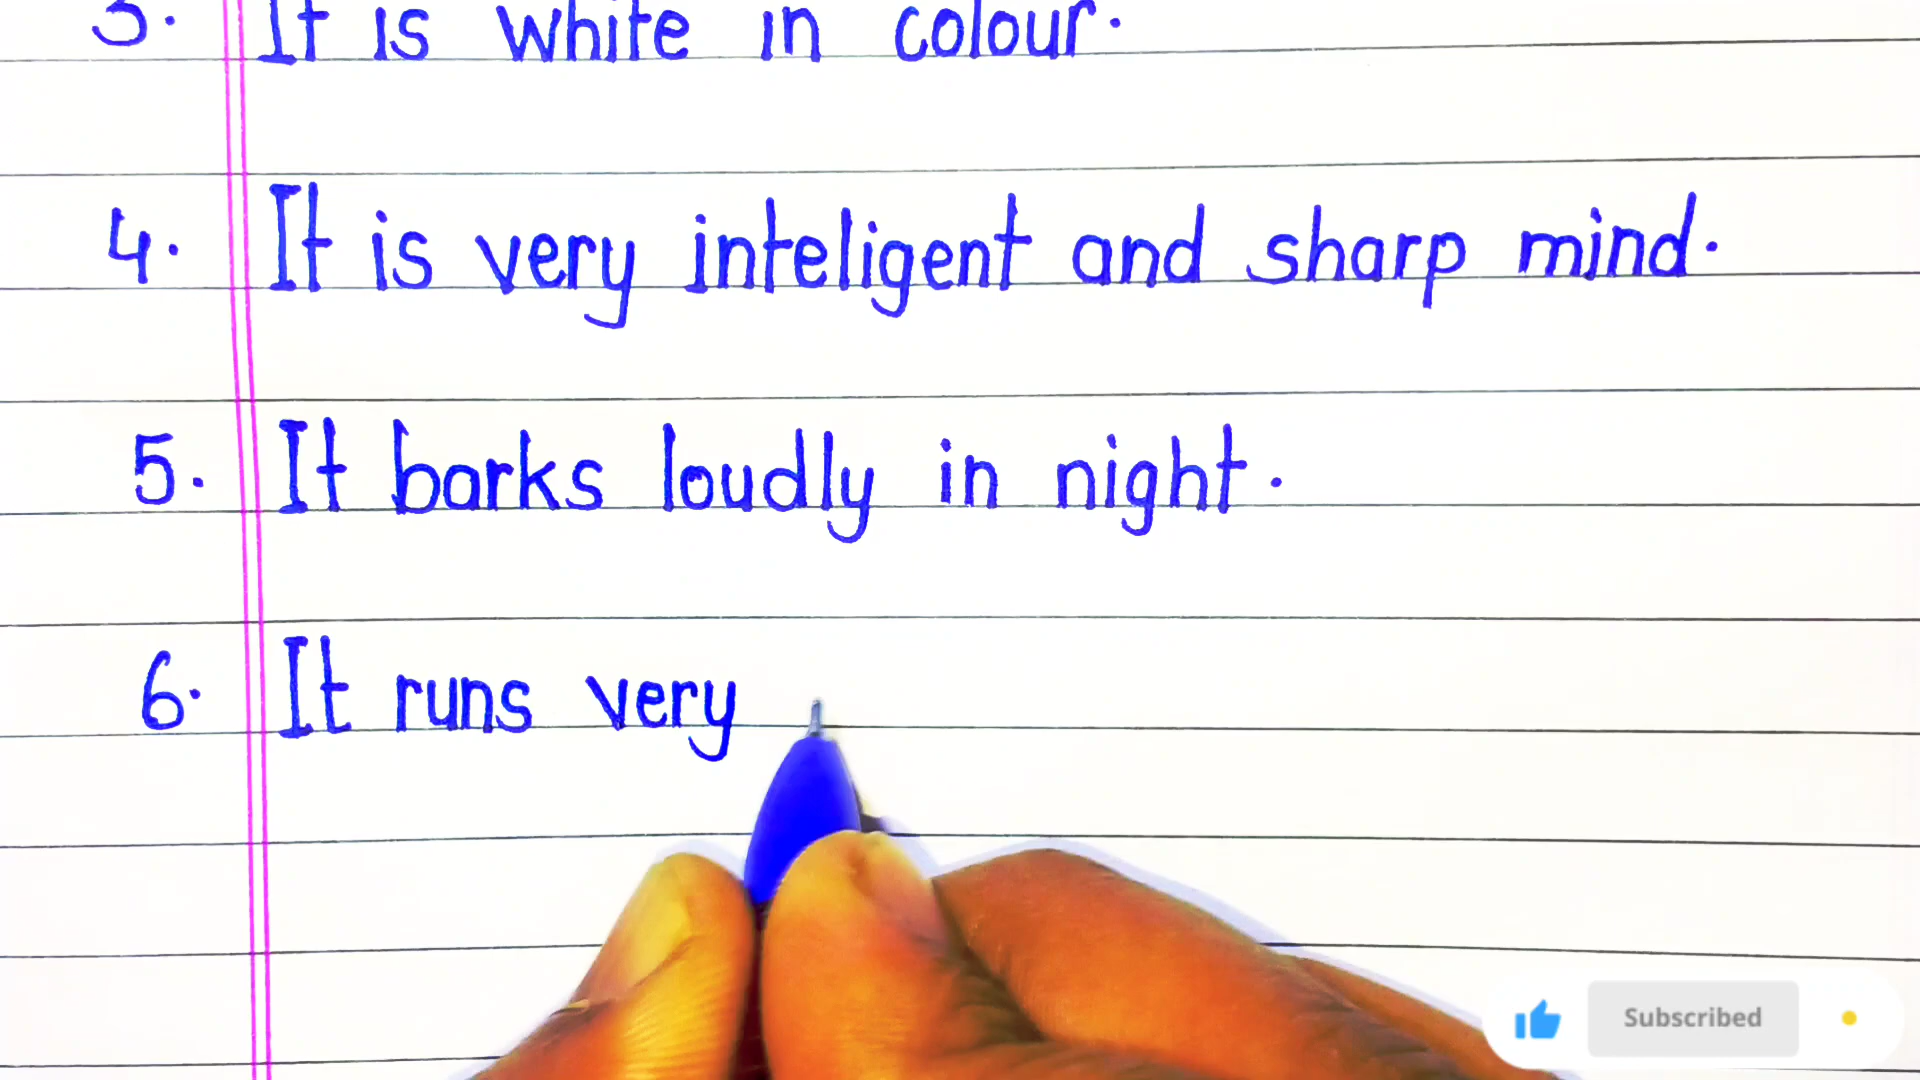 3. It is white in colour.
4. It is very inteligent and sharp mind.
5. It barks loudly in night.
6. It runs very
Subscribed